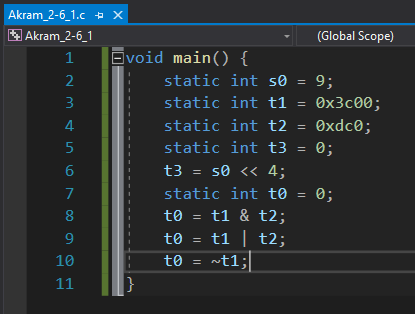 Akram_2-6_1.c
Akram_2-6_1 (Global Scope)
1 void main() {
2 static int s0 = 9;
3 static int t1 = 0x3c00;
4 static int t2 = 0xdc0;
5 static int t3 = 0;
6 t3 = s0 << 4;
7 static int t0 = 0;
8 t0 = t1 & t2;
9 t0 = t1 | t2;
10 t0 = ~t1;
11 }